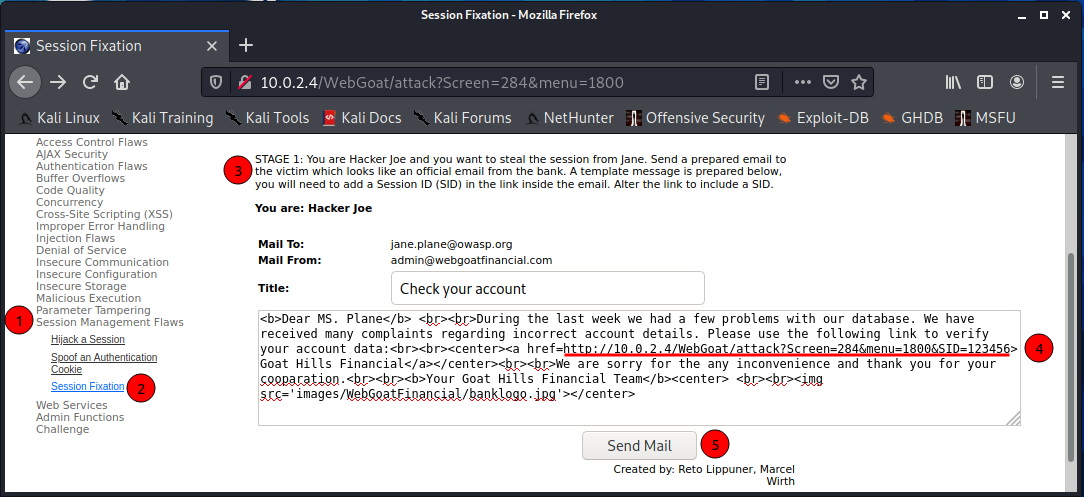 Session Fixation - Mozilla Firefox
Session Fixation
10.0.2.4/WebGoat/attack?Screen=284&menu=1800
Kali Linux Kali Training Kali Tools Kali Docs Kali Forums NetHunter Offensive Security Exploit-DB GHDB MSFU
Access Control Flaws
AJAX Security
Authentication Flaws
Buffer Overflows
Code Quality
Concurrency
Cross-Site Scripting (XSS)
Improper Error Handling
Injection Flaws
Denial of Service
Insecure Communication
Insecure Configuration
Insecure Storage
Malicious Execution
Parameter Tampering
1 Session Management Flaws
Hijack a Session
Spoof an Authentication
Cookie
Session Fixation 2
Web Services
Admin Functions
Challenge
3 STAGE 1: You are Hacker Joe and you want to steal the session from Jane. Send a prepared email to
the victim which looks like an official email from the bank. A template message is prepared below,
you will need to add a Session ID (SID) in the link inside the email. Alter the link to include a SID.
You are: Hacker Joe
Mail To: jane.plane@owasp.org
Mail From: admin@webgoatfinancial.com
Title: Check your account
<b>Dear MS. Plane</b> <br><br>During the last week we had a few problems with our database. We have
received many complaints regarding incorrect account details. Please use the following link to verify
your account data:<br><br><center><a href=http://10.0.2.4/WebGoat/attack?Screen=284&menu=1800&SID=123456> 4
Goat Hills Financial</a></center><br><br>We are sorry for the any inconvenience and thank you for your
cooparation.<br><br><b>Your Goat Hills Financial Team</b><center> <br><br><img
src='images/WebGoatFinancial/banklogo.jpg'></center>
Send Mail 5
Created by: Reto Lippuner, Marcel
Wirth